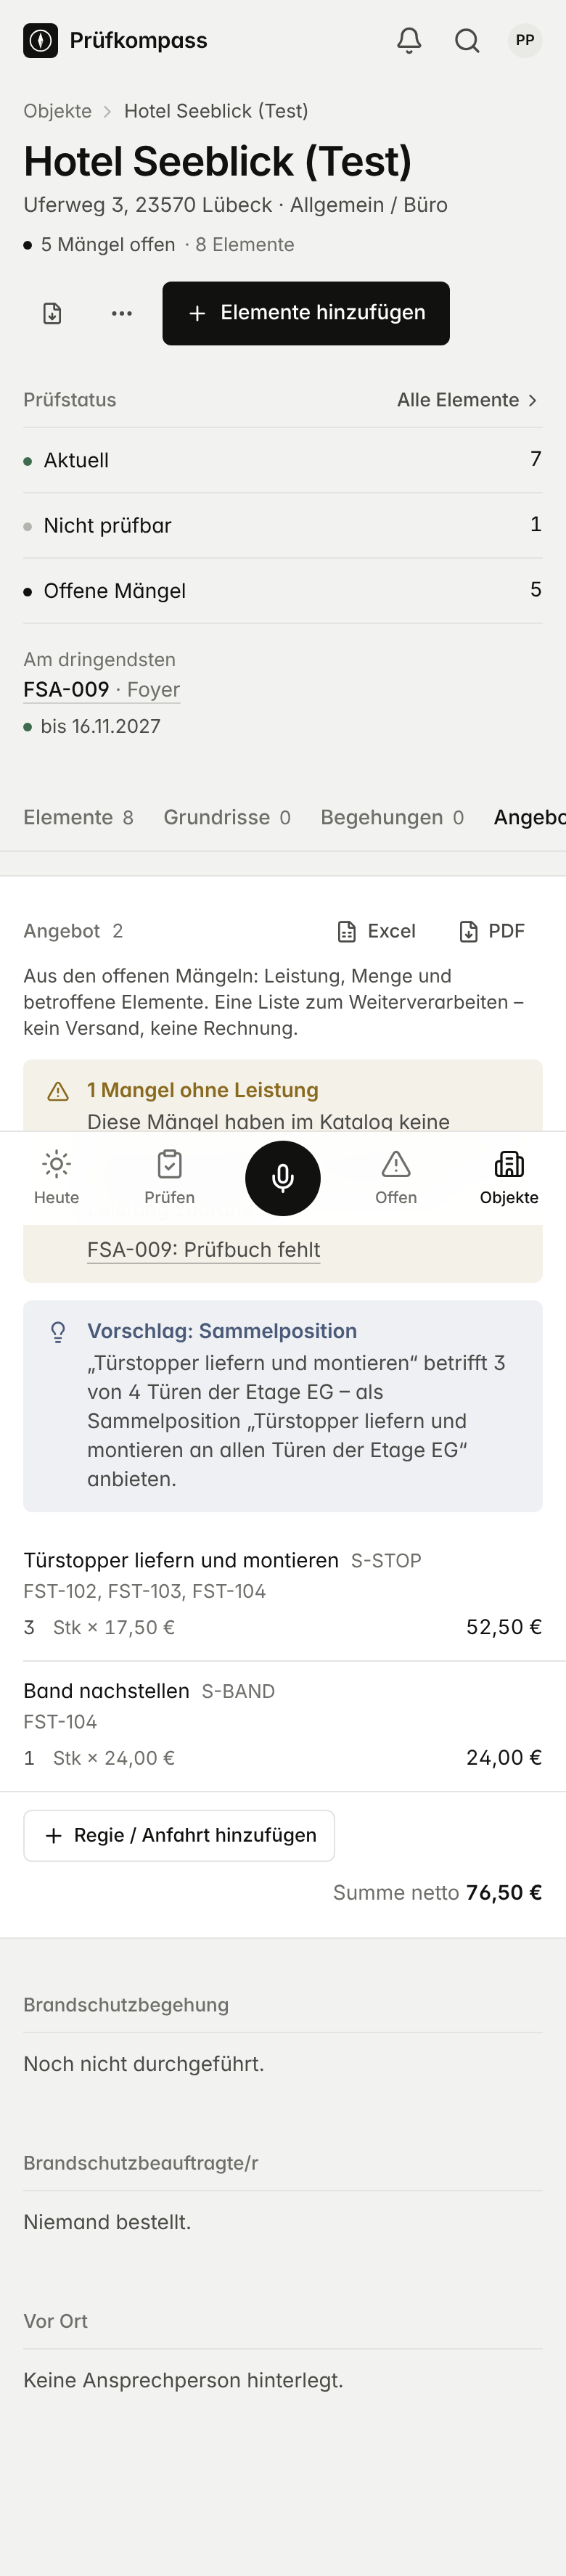 Prüfkompass
PP
Objekte > Hotel Seeblick (Test)
Hotel Seeblick (Test)
Uferweg 3, 23570 Lübeck · Allgemein / Büro
5 Mängel offen · 8 Elemente
+ Elemente hinzufügen
Prüfstatus Alle Elemente >
Aktuell 7
Nicht prüfbar 1
Offene Mängel 5
Am dringendsten
FSA-009 · Foyer
bis 16.11.2027
Elemente 8 Grundrisse 0 Begehungen 0 Angebo
Angebot 2 Excel PDF
Aus den offenen Mängeln: Leistung, Menge und
betroffene Elemente. Eine Liste zum Weiterverarbeiten –
kein Versand, keine Rechnung.
1 Mangel ohne Leistung
Diese Mängel haben im Katalog keine
Heute Prüfen Offen Objekte
FSA-009: Prüfbuch fehlt
Vorschlag: Sammelposition
„Türstopper liefern und montieren“ betrifft 3
von 4 Türen der Etage EG – als
Sammelposition „Türstopper liefern und
montieren an allen Türen der Etage EG“
anbieten.
Türstopper liefern und montieren S-STOP
FST-102, FST-103, FST-104
3 Stk × 17,50 € 52,50 €
Band nachstellen S-BAND
FST-104
1 Stk × 24,00 € 24,00 €
+ Regie / Anfahrt hinzufügen
Summe netto 76,50 €
Brandschutzbegehung
Noch nicht durchgeführt.
Brandschutzbeauftragte/r
Niemand bestellt.
Vor Ort
Keine Ansprechperson hinterlegt.